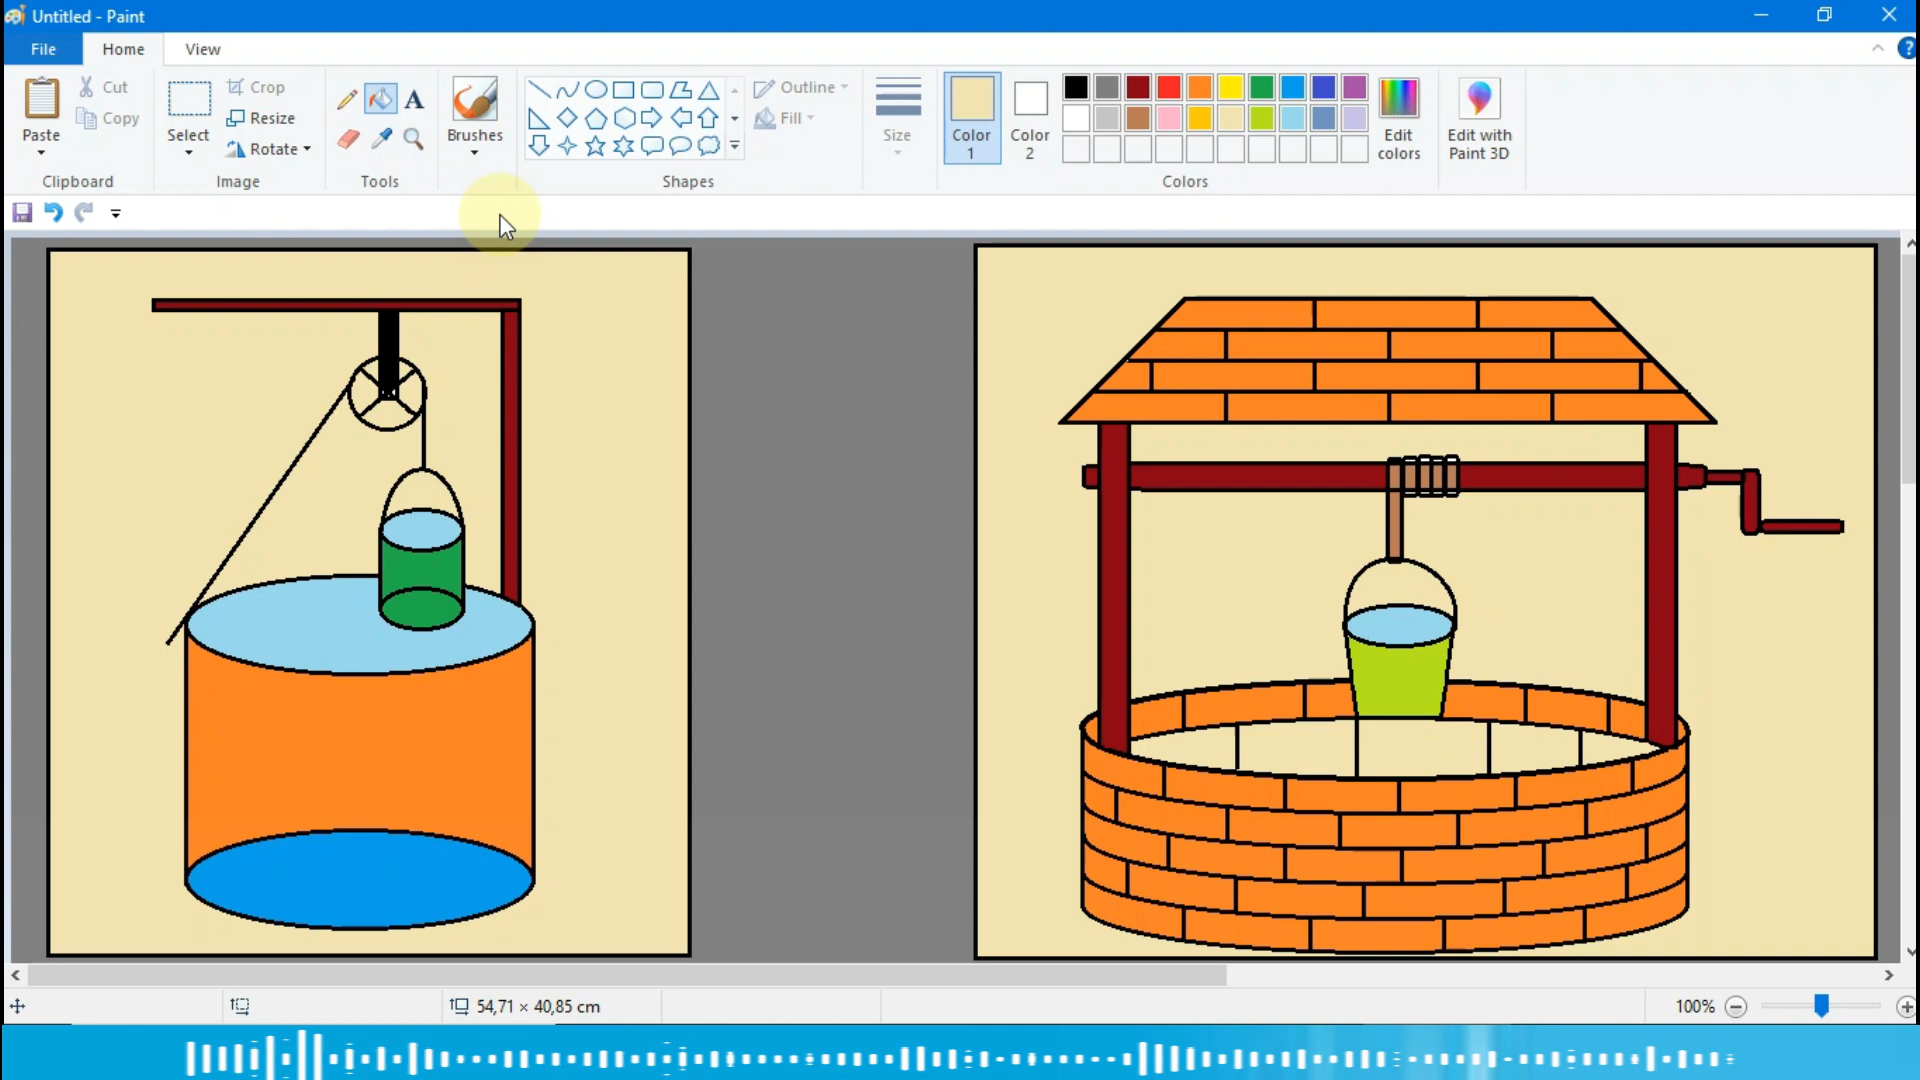 Untitled - Paint
File Home View
Paste
Cut
Copy
Clipboard
Select
Crop
Resize
Rotate
Image
A
Tools
Brushes
Shapes
Outline
Fill
Size
Color 1
Color 2
Edit colors
Edit with Paint 3D
Colors
?
54,71 × 40,85 cm
100%